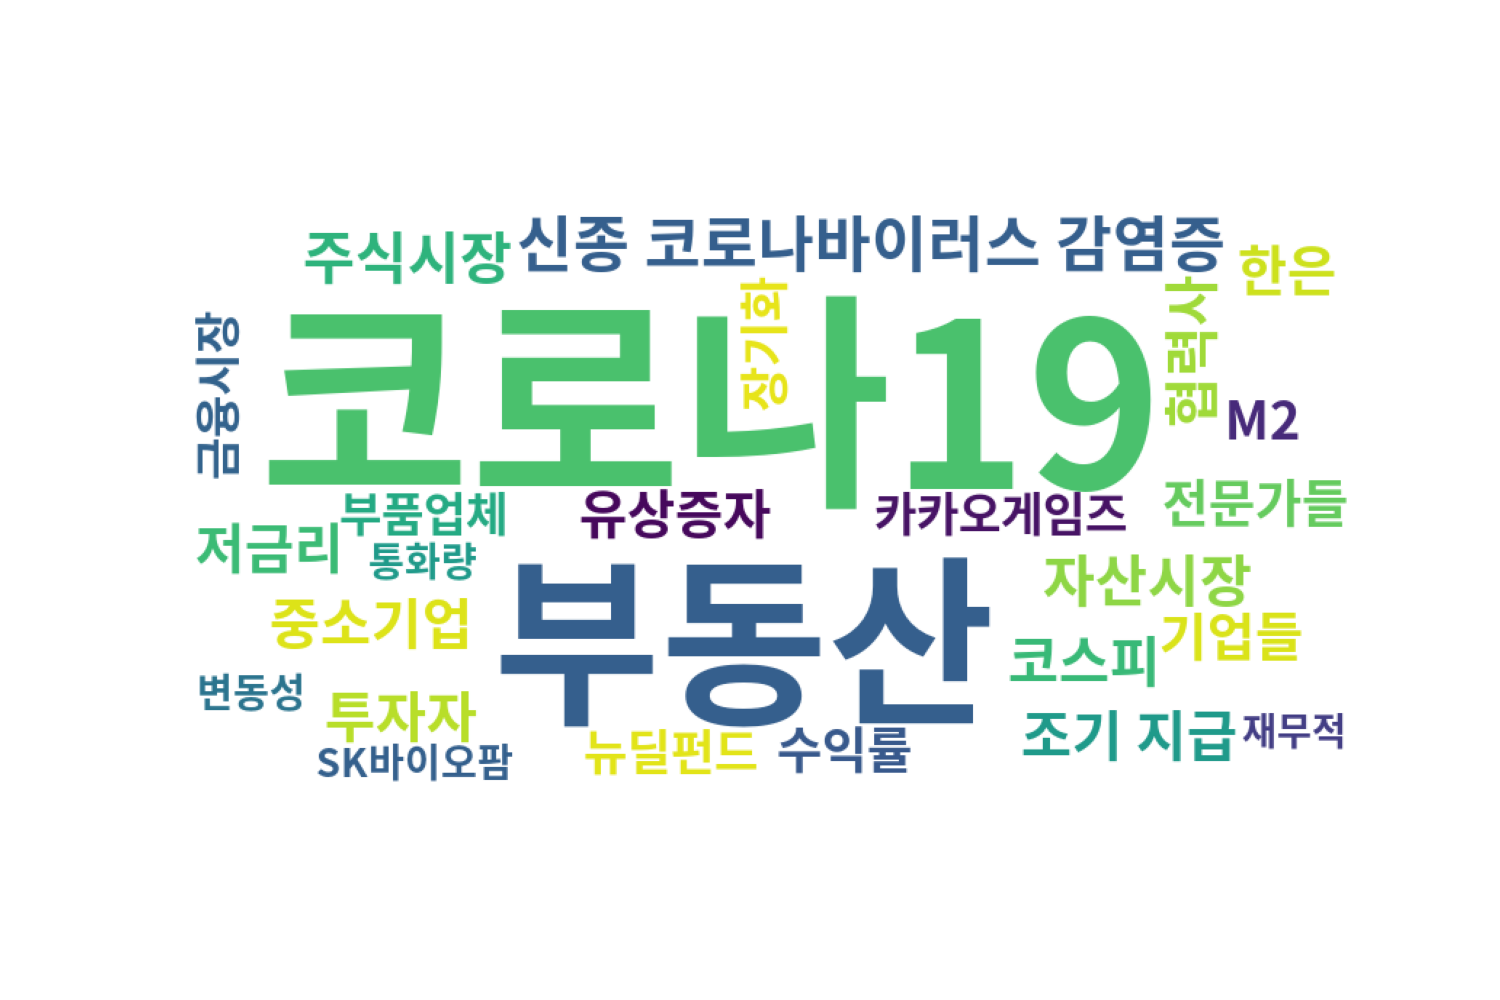 주식시장
신종 코로나바이러스 감염증
한은
금융시장
코로나19
장기화
협력사
M2
부품업체
유상증자
카카오게임즈
전문가들
저금리
통화량
부동산
자산시장
중소기업
기업들
코스피
변동성
투자자
조기 지급
재무적
SK바이오팜
뉴딜펀드
수익률